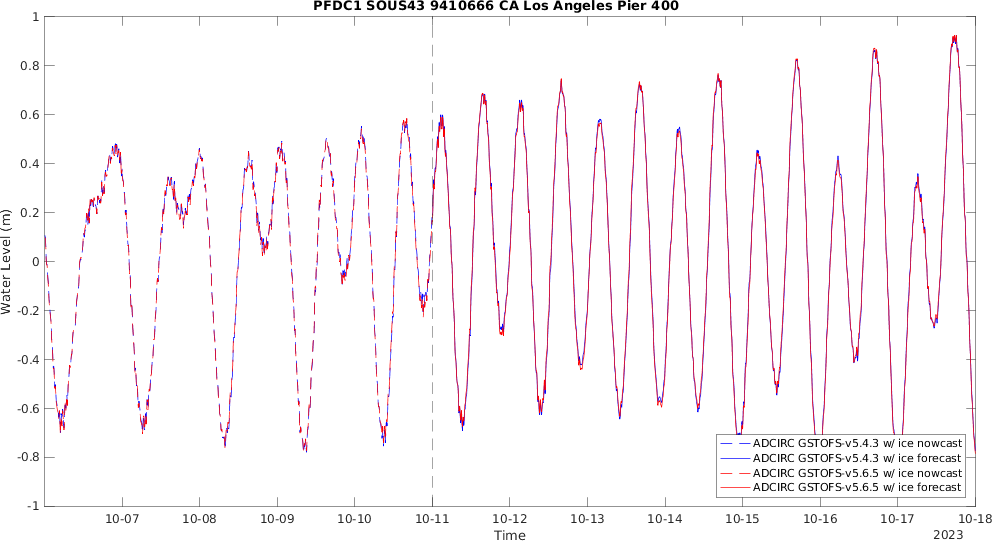 PFDC1 SOUS43 9410666 CA Los Angeles Pier 400
1
0.8
0.6
0.4
0.2
0
-0.2
-0.4
-0.6
-0.8
-1
Water Level (m)
10-07 10-08 10-09 10-10 10-11 10-12 10-13 10-14 10-15 10-16 10-17 10-18
Time
2023
ADCIRC GSTOFS-v5.4.3 w/ ice nowcast
ADCIRC GSTOFS-v5.4.3 w/ ice forecast
ADCIRC GSTOFS-v5.6.5 w/ ice nowcast
ADCIRC GSTOFS-v5.6.5 w/ ice forecast